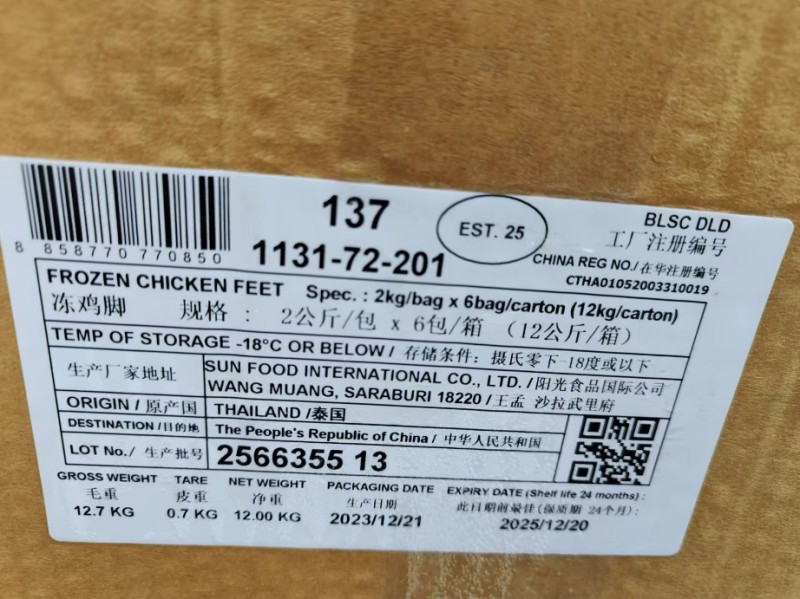 137
EST. 25
BLSC DLD
工厂注册编号
8 858770 770850
1131-72-201
CHINA REG NO./在华注册编号
CTHA01052003310019
FROZEN CHICKEN FEET Spec. : 2kg/bag x 6bag/carton (12kg/carton)
冻鸡脚 规格 : 2公斤/包 x 6包/箱 (12公斤/箱)
TEMP OF STORAGE -18°C OR BELOW / 存储条件: 摄氏零下-18度或以下
生产厂家地址
SUN FOOD INTERNATIONAL CO., LTD. /阳光食品国际公司
WANG MUANG, SARABURI 18220 /王孟 沙拉武里府
ORIGIN / 原产国 THAILAND /泰国
DESTINATION /目的地 The People's Republic of China / 中华人民共和国
LOT No./ 生产批号 2566355 13
GROSS WEIGHT TARE NET WEIGHT PACKAGING DATE EXPIRY DATE (Shelf life 24 months) :
毛重 皮重 净重 生产日期 此日期前最佳(保质期 24个月) :
12.7 KG 0.7 KG 12.00 KG 2023/12/21 2025/12/20